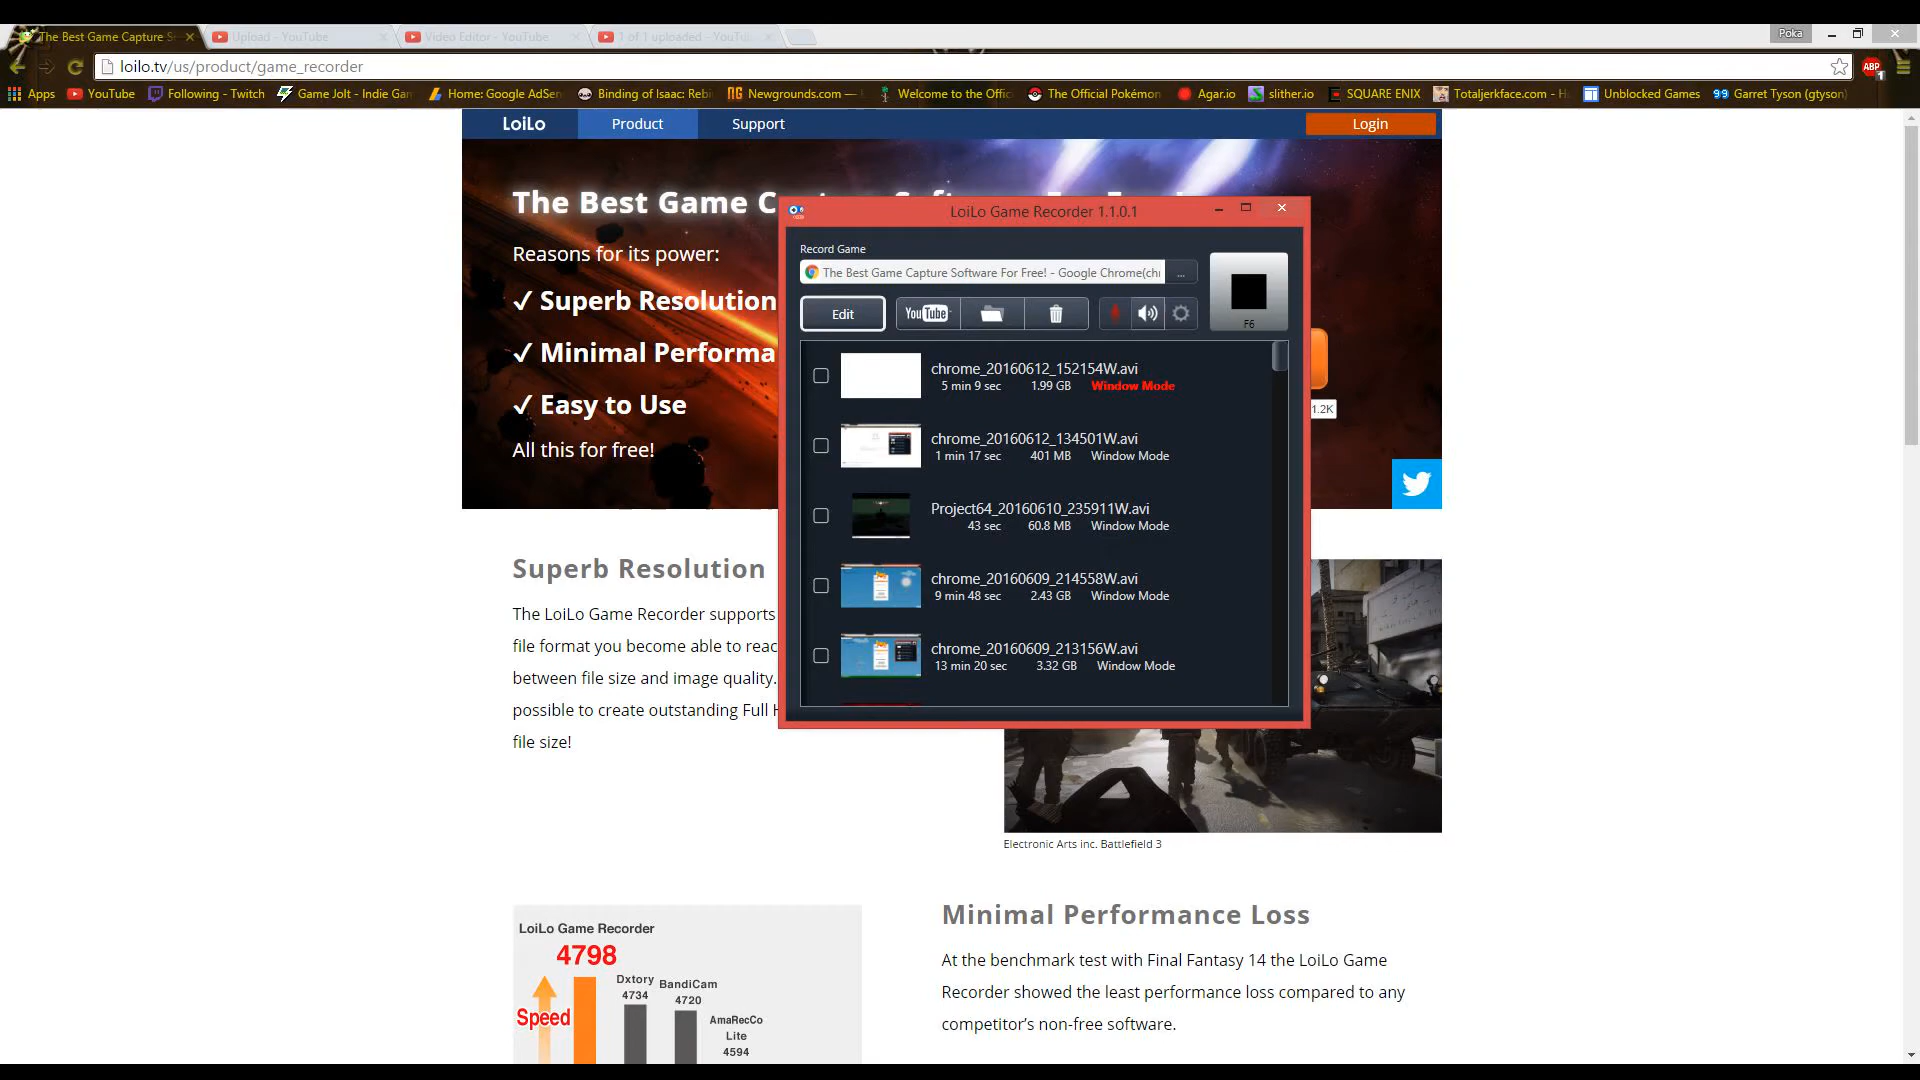 The Best Game Capture S
Upload - YouTube
Video Editor - YouTube
1 of 1 uploaded - YouTu
Poka
loilo.tv/us/product/game_recorder
ABP
1
Apps
YouTube
Following - Twitch
Game Jolt - Indie Gam
Home: Google AdSen
Binding of Isaac: Reb
NG Newgrounds.com —
Welcome to the Offic
The Official Pokémon
Agar.io
slither.io
SQUARE ENIX
Totaljerkface.com - H
Unblocked Games
Garret Tyson (gtyson)
LoiLo
Product
Support
Login
The Best Game C
Reasons for its power:
✓ Superb Resolution
✓ Minimal Performa
✓ Easy to Use
All this for free!
1.2K
LoiLo Game Recorder 1.1.0.1
Record Game
The Best Game Capture Software For Free! - Google Chrome(chr
...
F6
Edit
YouTube
chrome_20160612_152154W.avi
5 min 9 sec 1.99 GB Window Mode
chrome_20160612_134501W.avi
1 min 17 sec 401 MB Window Mode
Project64_20160610_235911W.avi
43 sec 60.8 MB Window Mode
chrome_20160609_214558W.avi
9 min 48 sec 2.43 GB Window Mode
chrome_20160609_213156W.avi
13 min 20 sec 3.32 GB Window Mode
Superb Resolution
The LoiLo Game Recorder supports
file format you become able to reac
between file size and image quality.
possible to create outstanding Full H
file size!
Electronic Arts inc. Battlefield 3
LoiLo Game Recorder
4798
Dxtory
4734
BandiCam
4720
AmaRecCo
Lite
4594
Speed
Minimal Performance Loss
At the benchmark test with Final Fantasy 14 the LoiLo Game
Recorder showed the least performance loss compared to any
competitor's non-free software.